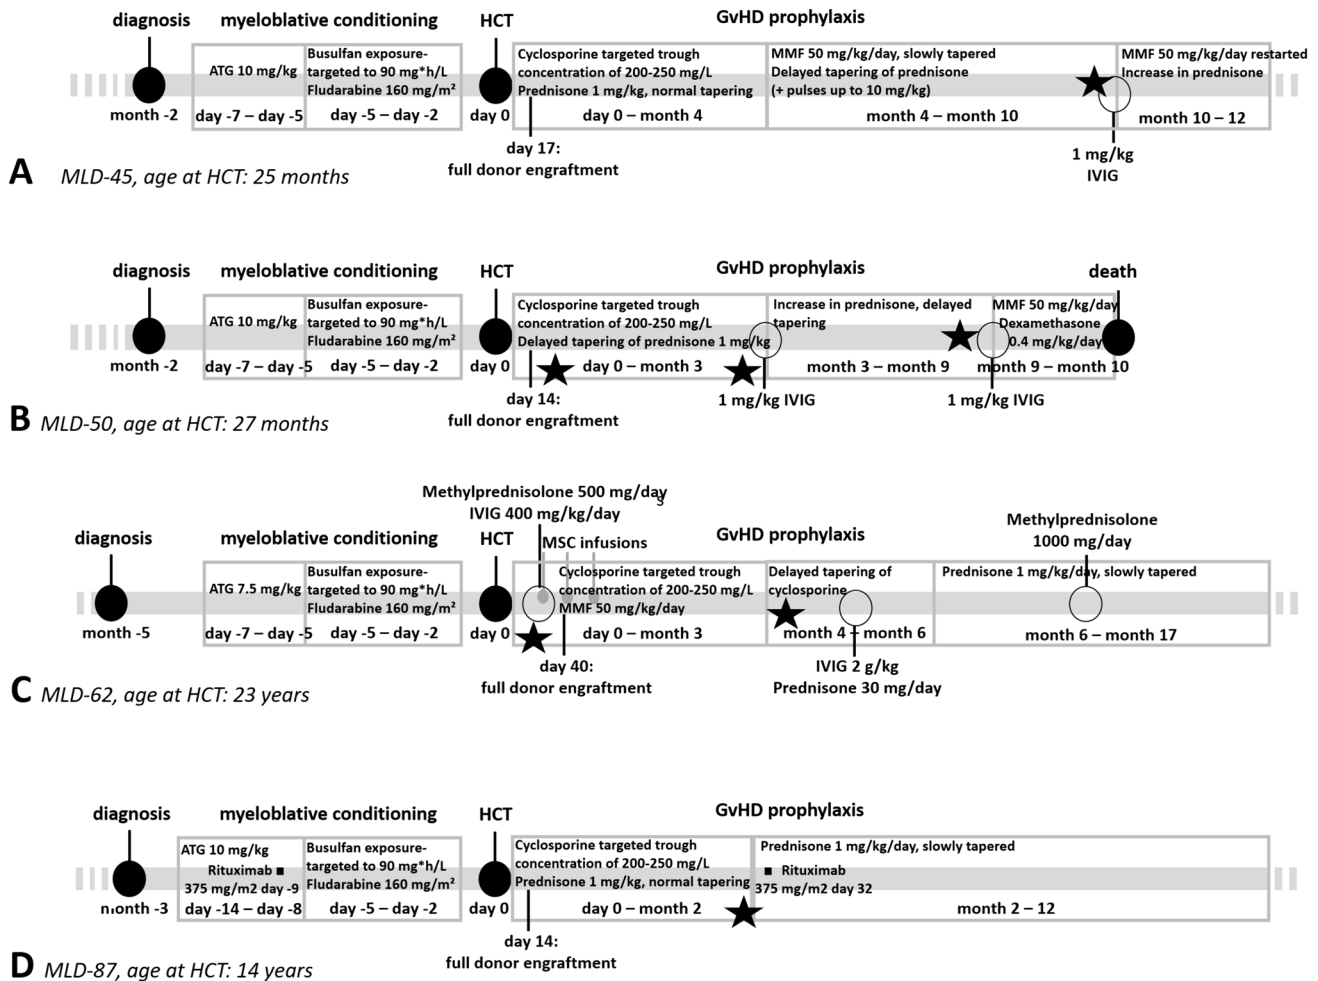 diagnosis
myeloblative conditioning
HCT
GvHD prophylaxis
ATG 10 mg/kg
Busulfan exposure-
targeted to 90 mg*h/L
Fludarabine 160 mg/m²
Cyclosporine targeted trough
concentration of 200-250 mg/L
Prednisone 1 mg/kg, normal tapering
MMF 50 mg/kg/day, slowly tapered
Delayed tapering of prednisone
(+ pulses up to 10 mg/kg)
MMF 50 mg/kg/day restarted
Increase in prednisone
month -2
day -7 – day -5
day -5 – day -2
day 0
day 0 – month 4
month 4 – month 10
month 10 – 12
day 17:
full donor engraftment
1 mg/kg
IVIG
A MLD-45, age at HCT: 25 months
diagnosis
myeloblative conditioning
HCT
GvHD prophylaxis
death
ATG 10 mg/kg
Busulfan exposure-
targeted to 90 mg*h/L
Fludarabine 160 mg/m²
Cyclosporine targeted trough
concentration of 200-250 mg/L
Delayed tapering of prednisone 1 mg/kg
Increase in prednisone, delayed
tapering
MMF 50 mg/kg/day
Dexamethasone
0.4 mg/kg/day
month -2
day -7 – day -5
day -5 – day -2
day 0
day 0 – month 3
month 3 – month 9
month 9 – month 10
day 14:
full donor engraftment
1 mg/kg IVIG
1 mg/kg IVIG
B MLD-50, age at HCT: 27 months
Methylprednisolone 500 mg/day
s
IVIG 400 mg/kg/day
MSC infusions
diagnosis
myeloblative conditioning
HCT
GvHD prophylaxis
Methylprednisolone
1000 mg/day
ATG 7.5 mg/kg
Busulfan exposure-
targeted to 90 mg*h/L
Fludarabine 160 mg/m²
Cyclosporine targeted trough
concentration of 200-250 mg/L
MMF 50 mg/kg/day
Delayed tapering of
cyclosporine
Prednisone 1 mg/kg/day, slowly tapered
month -5
day -7 – day -5
day -5 – day -2
day 0
day 0 – month 3
month 4 – month 6
month 6 – month 17
day 40:
full donor engraftment
IVIG 2 g/kg
Prednisone 30 mg/day
C MLD-62, age at HCT: 23 years
diagnosis
myeloblative conditioning
HCT
GvHD prophylaxis
ATG 10 mg/kg
Rituximab
375 mg/m2 day -9
Busulfan exposure-
targeted to 90 mg*h/L
Fludarabine 160 mg/m²
Cyclosporine targeted trough
concentration of 200-250 mg/L
Prednisone 1 mg/kg, normal tapering
Prednisone 1 mg/kg/day, slowly tapered
Rituximab
375 mg/m2 day 32
month -3
day -14 – day -8
day -5 – day -2
day 0
day 0 – month 2
month 2 – 12
day 14:
full donor engraftment
D MLD-87, age at HCT: 14 years